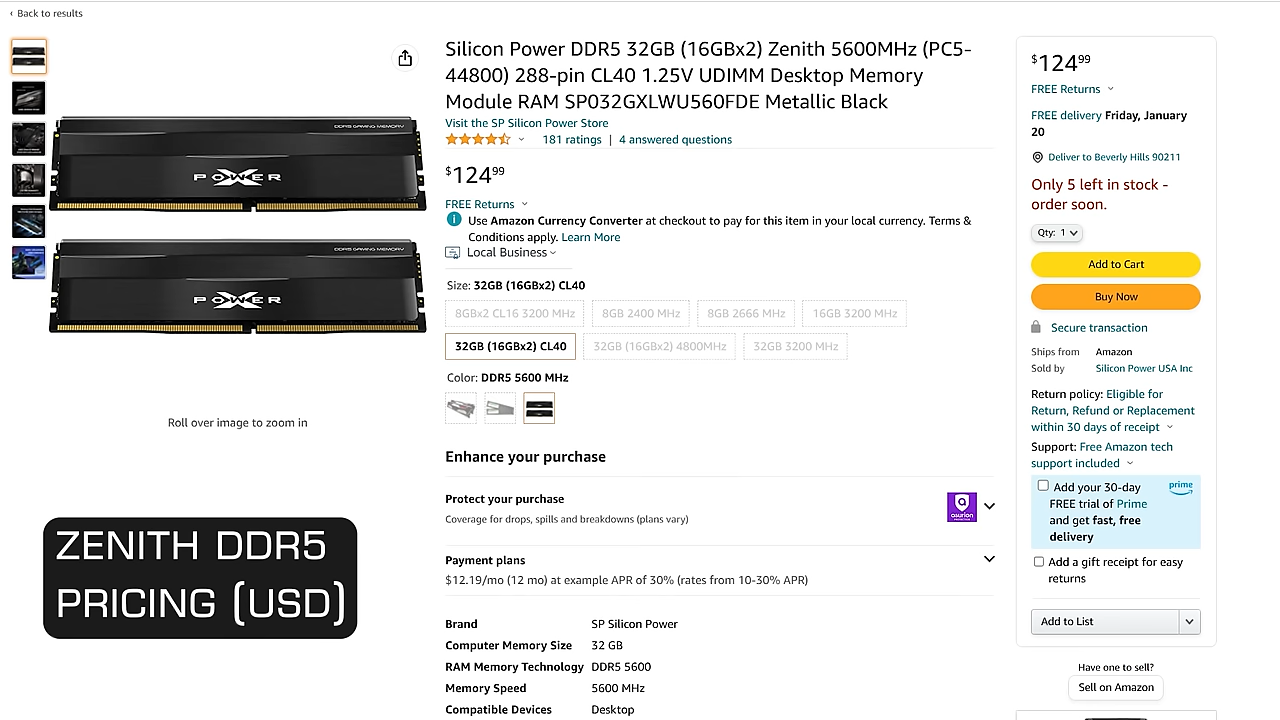 ‹ Back to results
DDR5 GAMING MEMORY
POWER
DDR5 GAMING MEMORY
POWER
Roll over image to zoom in
ZENITH DDR5
PRICING (USD)
Silicon Power DDR5 32GB (16GBx2) Zenith 5600MHz (PC5-
44800) 288-pin CL40 1.25V UDIMM Desktop Memory
Module RAM SP032GXLWU560FDE Metallic Black
Visit the SP Silicon Power Store
181 ratings | 4 answered questions
$124⁹⁹
FREE Returns
Use Amazon Currency Converter at checkout to pay for this item in your local currency. Terms &
Conditions apply. Learn More
Local Business
Size: 32GB (16GBx2) CL40
8GBx2 CL16 3200 MHz 8GB 2400 MHz 8GB 2666 MHz 16GB 3200 MHz
32GB (16GBx2) CL40 32GB (16GBx2) 4800MHz 32GB 3200 MHz
Color: DDR5 5600 MHz
Enhance your purchase
Protect your purchase
Coverage for drops, spills and breakdowns (plans vary)
asurion
Payment plans
$12.19/mo (12 mo) at example APR of 30% (rates from 10-30% APR)
Brand SP Silicon Power
Computer Memory Size 32 GB
RAM Memory Technology DDR5 5600
Memory Speed 5600 MHz
Compatible Devices Desktop
$124⁹⁹
FREE Returns
FREE delivery Friday, January
20
Deliver to Beverly Hills 90211
Only 5 left in stock -
order soon.
Qty: 1
Add to Cart
Buy Now
Secure transaction
Ships from Amazon
Sold by Silicon Power USA Inc
Return policy: Eligible for
Return, Refund or Replacement
within 30 days of receipt
Support: Free Amazon tech
support included
Add your 30-day prime
FREE trial of Prime
and get fast, free
delivery
Add a gift receipt for easy
returns
Add to List
Have one to sell?
Sell on Amazon